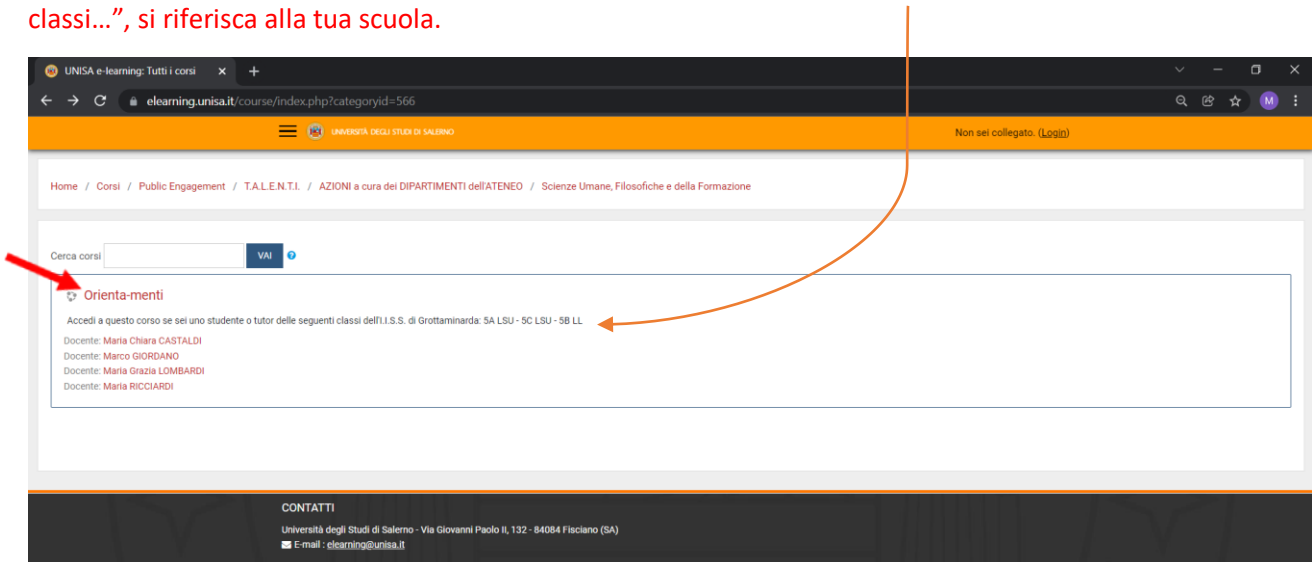 classi…”, si riferisca alla tua scuola.
UNISA e-learning: Tutti i corsi
elearning.unisa.it/course/index.php?categoryid=566
M
UNIVERSITÀ DEGLI STUDI DI SALERNO
Non sei collegato. (Login)
Home / Corsi / Public Engagement / T.A.L.E.N.T.I. / AZIONI a cura dei DIPARTIMENTI dell'ATENEO / Scienze Umane, Filosofiche e della Formazione
Cerca corsi VAI
Orienta-menti
Accedi a questo corso se sei uno studente o tutor delle seguenti classi dell'I.I.S.S. di Grottaminarda: 5A LSU - 5C LSU - 5B LL
Docente: Maria Chiara CASTALDI
Docente: Marco GIORDANO
Docente: Maria Grazia LOMBARDI
Docente: Maria RICCIARDI
CONTATTI
Università degli Studi di Salerno - Via Giovanni Paolo II, 132 - 84084 Fisciano (SA)
E-mail : elearning@unisa.it